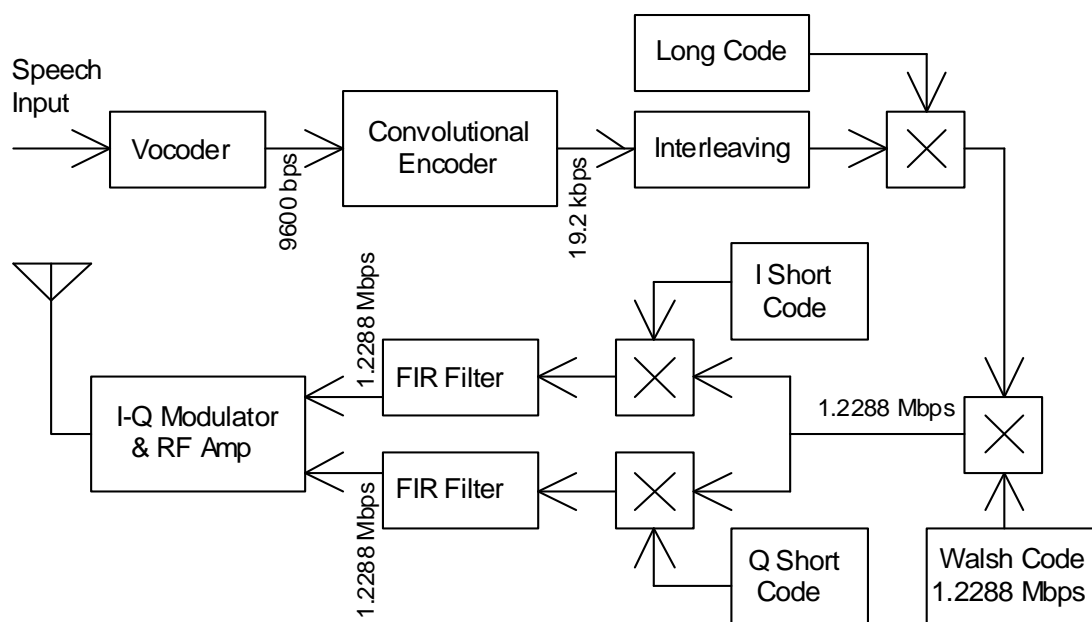 Long Code
Speech
Input
Vocoder
9600 bps
Convolutional
Encoder
19.2 kbps
Interleaving
I Short
Code
1.2288 Mbps
FIR Filter
I-Q Modulator
& RF Amp
1.2288 Mbps
FIR Filter
1.2288 Mbps
Q Short
Code
Walsh Code
1.2288 Mbps